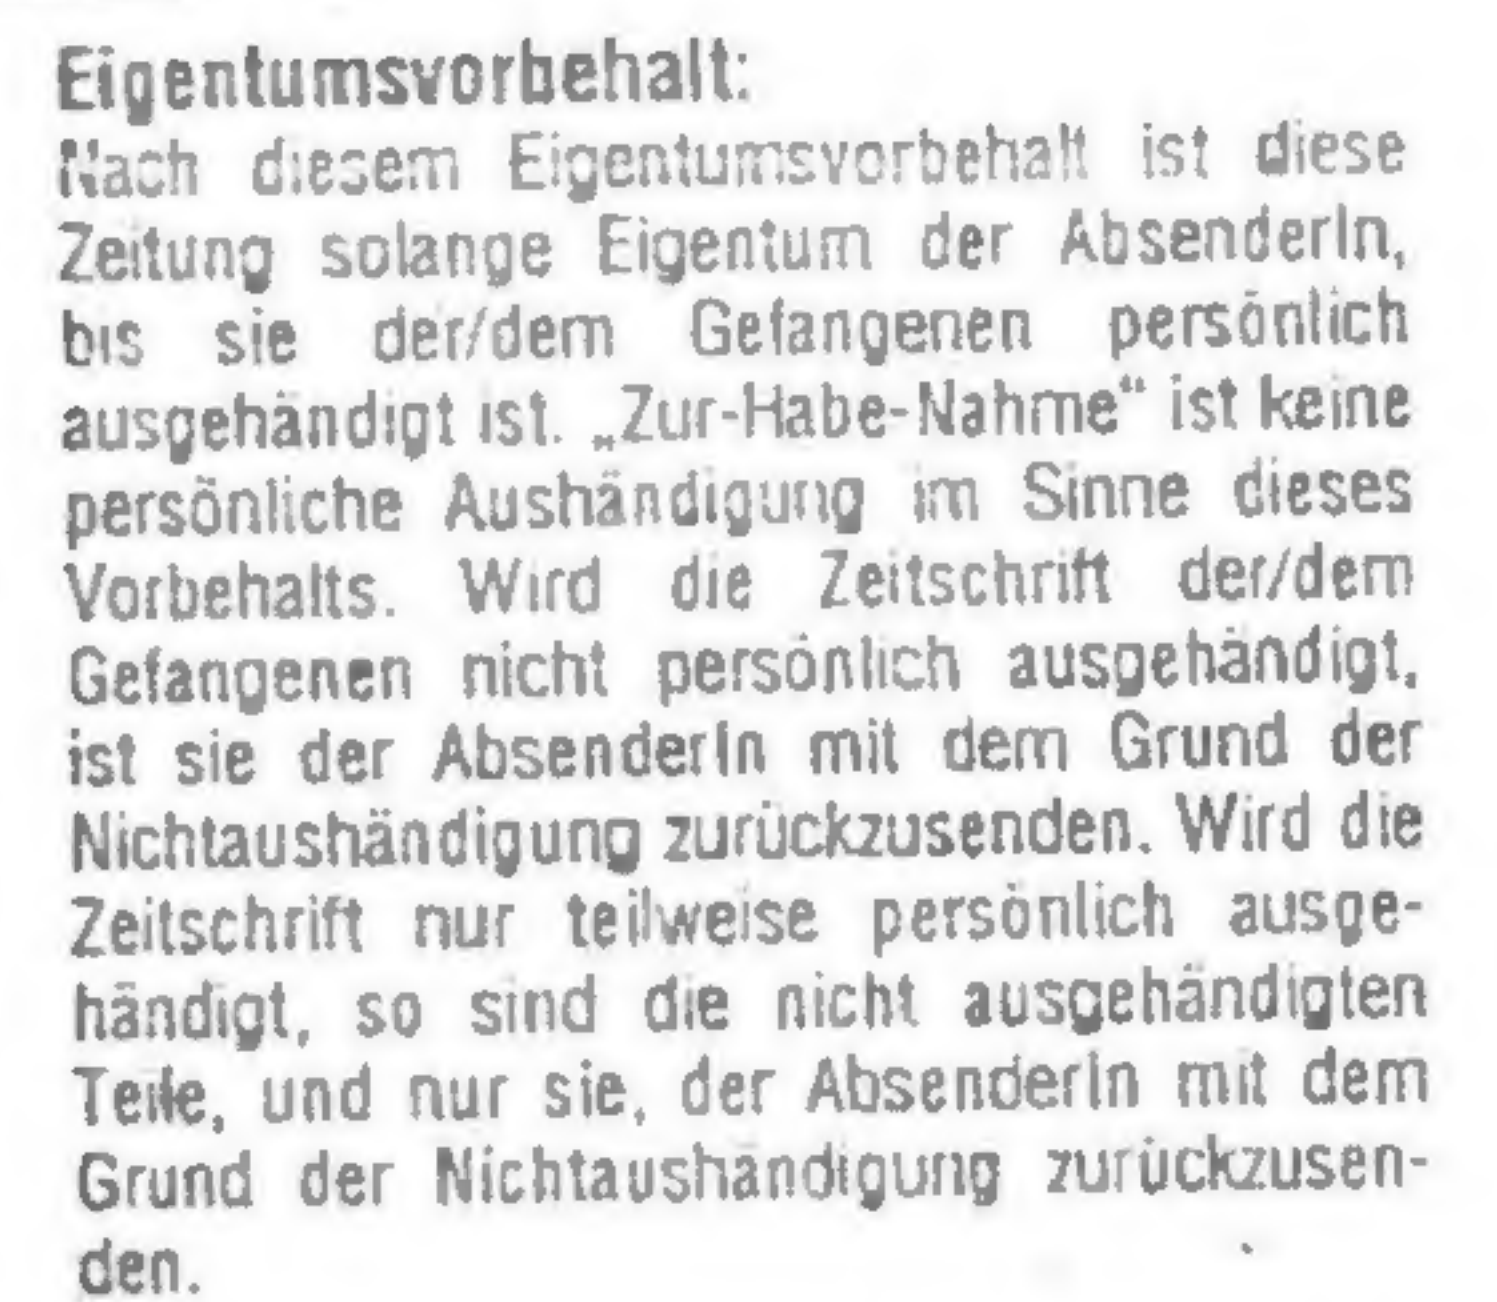 Eigentumsvorbehalt:
Nach diesem Eigentumsvorbehalt ist diese
Zeitung solange Eigentum der AbsenderIn,
bis sie der/dem Gefangenen persönlich
ausgehändigt ist. „Zur-Habe-Nahme“ ist keine
persönliche Aushändigung im Sinne dieses
Vorbehalts. Wird die Zeitschrift der/dem
Gefangenen nicht persönlich ausgehändigt,
ist sie der AbsenderIn mit dem Grund der
Nichtaushändigung zurückzusenden. Wird die
Zeitschrift nur teilweise persönlich ausge-
händigt, so sind die nicht ausgehändigten
Teile, und nur sie, der AbsenderIn mit dem
Grund der Nichtaushändigung zurückzusen-
den.